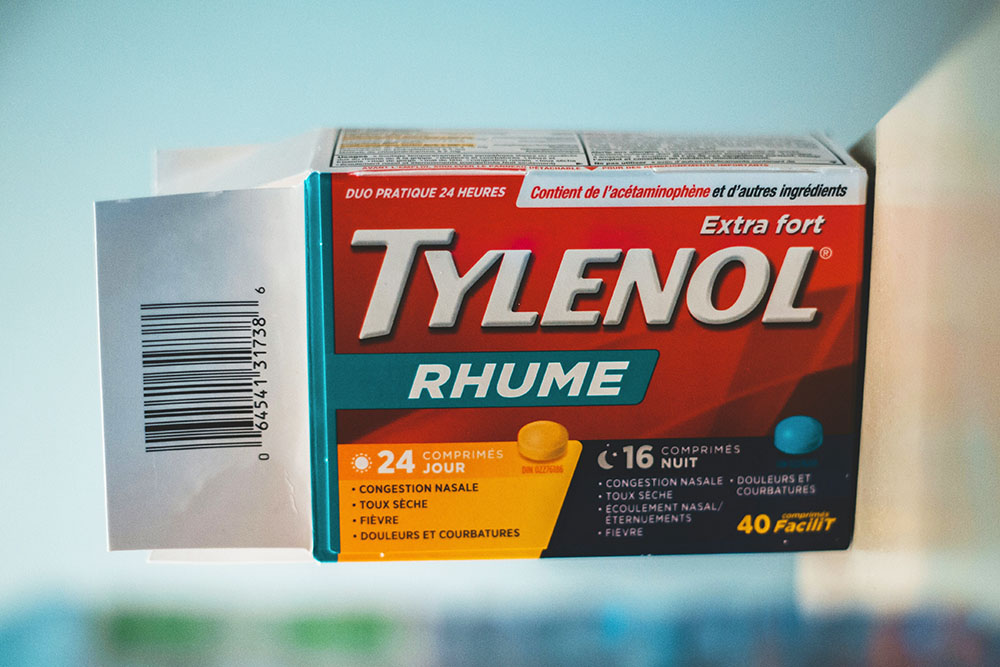 DUO PRATIQUE 24 HEURES
Contient de l'acétaminophène et d'autres ingrédients
Extra fort
TYLENOL®
RHUME
24 COMPRIMÉS
JOUR
• CONGESTION NASALE
• TOUX SÈCHE
• FIÈVRE
• DOULEURS ET COURBATURES
16 COMPRIMÉS
NUIT
• CONGESTION NASALE
• TOUX SÈCHE
• ÉCOULEMENT NASAL/
ÉTERNUEMENTS
• FIÈVRE
• DOULEURS ET
COURBATURES
40 comprimés
FaciliT
0 64541 31738 6